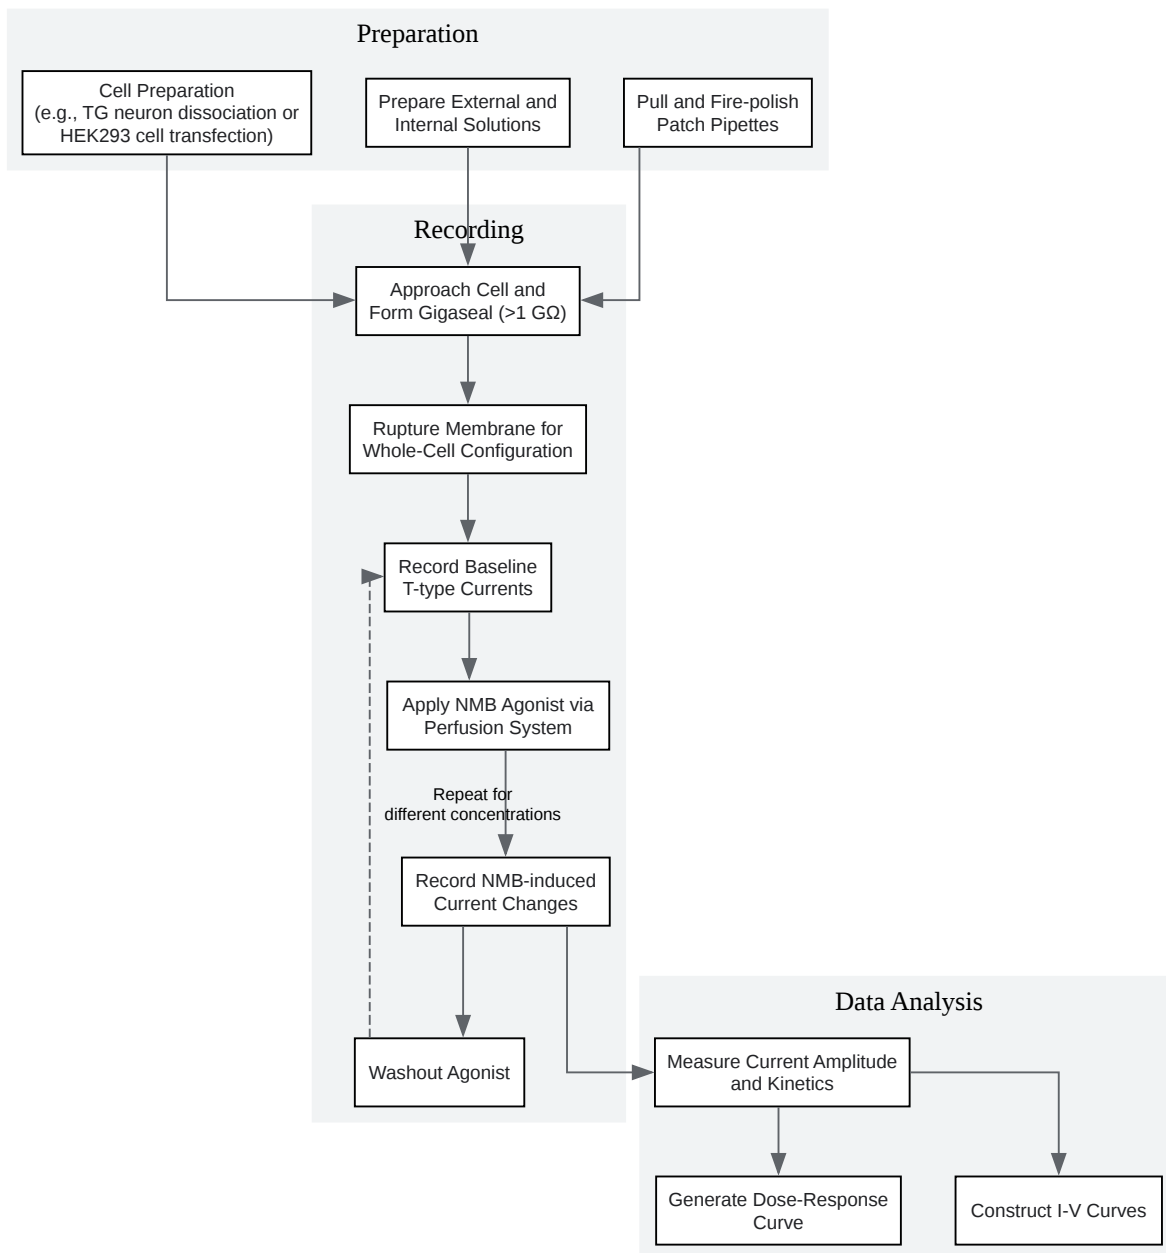 Preparation
Cell Preparation
(e.g., TG neuron dissociation or
HEK293 cell transfection)
Prepare External and
Internal Solutions
Pull and Fire-polish
Patch Pipettes
Recording
Approach Cell and
Form Gigaseal (>1 GΩ)
Rupture Membrane for
Whole-Cell Configuration
Record Baseline
T-type Currents
Apply NMB Agonist via
Perfusion System
Repeat for
different concentrations
Record NMB-induced
Current Changes
Washout Agonist
Data Analysis
Measure Current Amplitude
and Kinetics
Generate Dose-Response
Curve
Construct I-V Curves